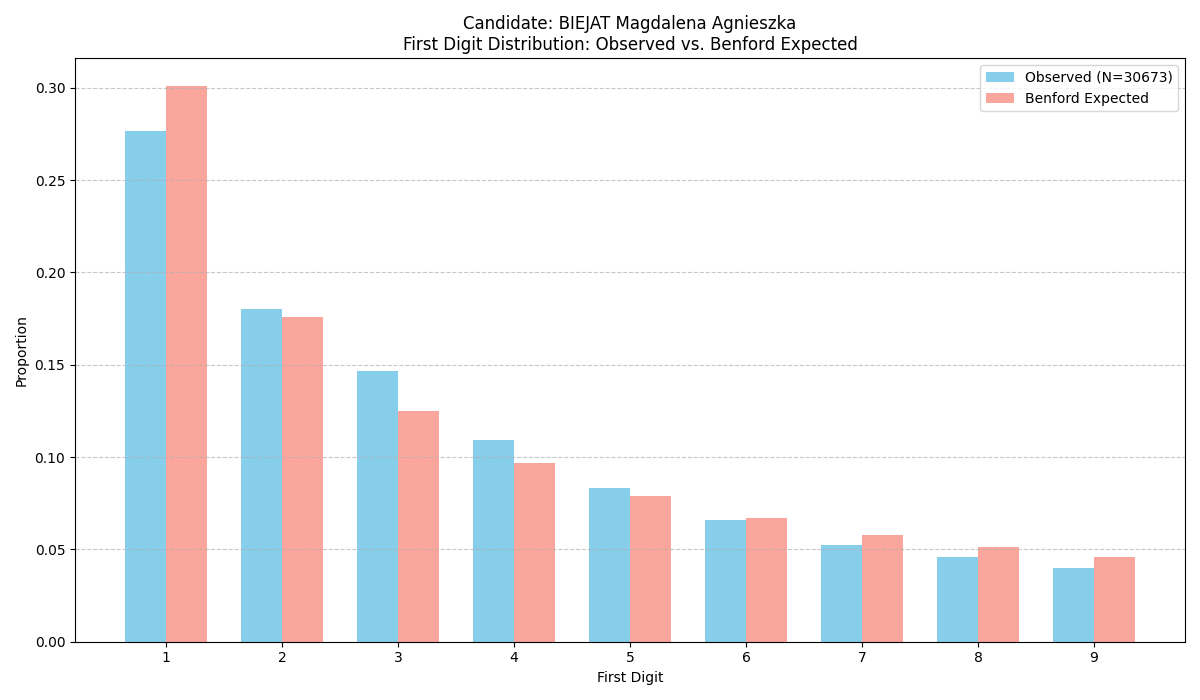 Candidate: BIEJAT Magdalena Agnieszka
First Digit Distribution: Observed vs. Benford Expected
Observed (N=30673)
Benford Expected
Proportion
0.30
0.25
0.20
0.15
0.10
0.05
0.00
1 2 3 4 5 6 7 8 9
First Digit